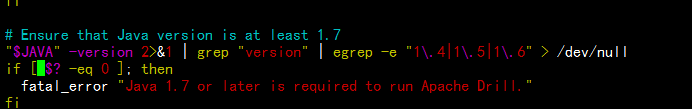 # Ensure that Java version is at least 1.7
"$JAVA" -version 2>&1 | grep "version" | egrep -e "1\.4|1\.5|1\.6" > /dev/null
if [ $? -eq 0 ]; then
  fatal_error "Java 1.7 or later is required to run Apache Drill."
fi